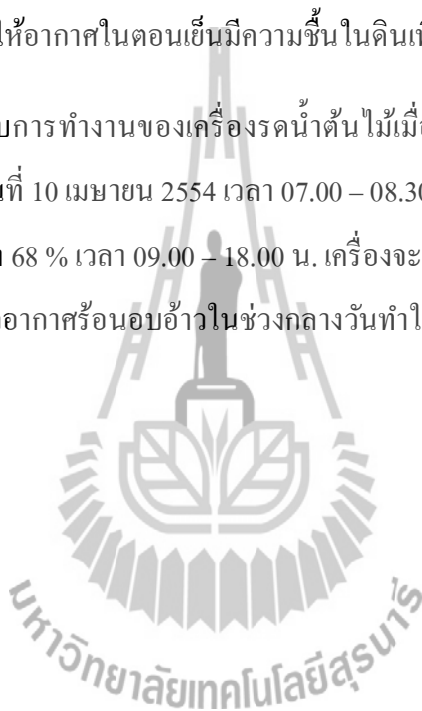 ให้อากาศในตอนเย็นมีความชื้นในดินเ
บการทำงานของเครื่องรดน้ำต้นไม้เมื่
นที่ 10 เมษายน 2554 เวลา 07.00 – 08.30
า 68 % เวลา 09.00 – 18.00 น. เครื่องจะ
อากาศร้อนอบอ้าวในช่วงกลางวันทำใ
มหาวิทยาลัยเทคโนโลยีสุรนารี